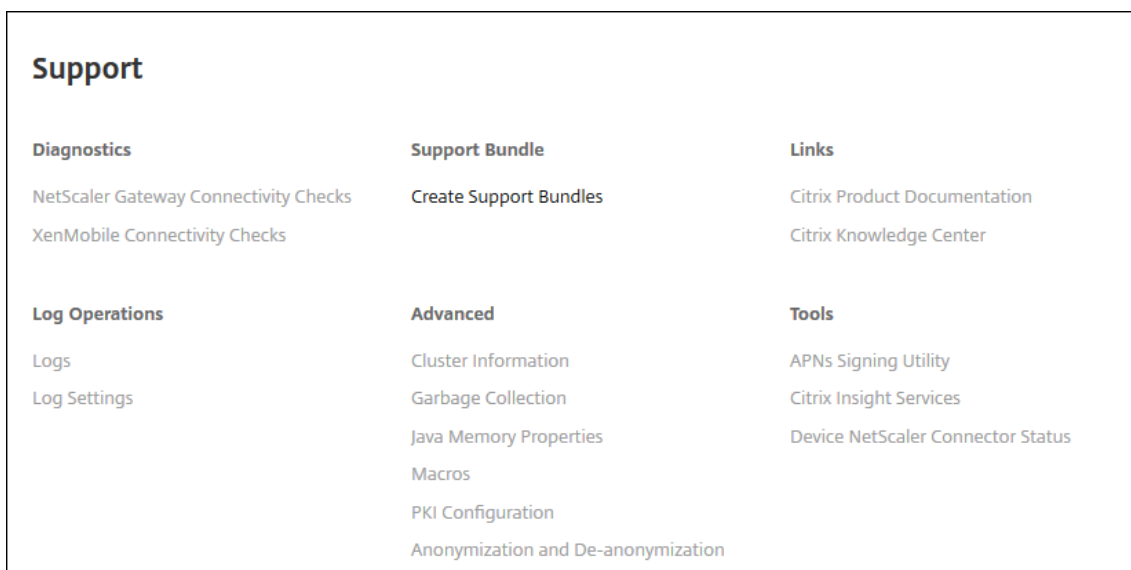 Support
Diagnostics
NetScaler Gateway Connectivity Checks
XenMobile Connectivity Checks
Support Bundle
Create Support Bundles
Links
Citrix Product Documentation
Citrix Knowledge Center
Log Operations
Logs
Log Settings
Advanced
Cluster Information
Garbage Collection
Java Memory Properties
Macros
PKI Configuration
Anonymization and De-anonymization
Tools
APNs Signing Utility
Citrix Insight Services
Device NetScaler Connector Status